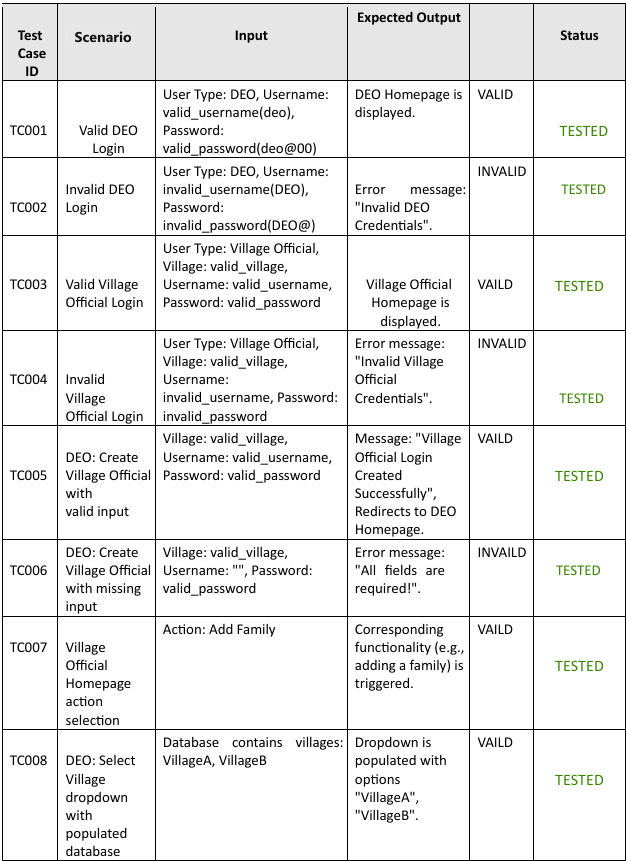 Test
Case
ID
Scenario
Input
Expected Output
Status
TC001
Valid DEO
Login
User Type: DEO, Username:
valid_username(deo),
Password:
valid_password(deo@00)
DEO Homepage is
displayed.
VALID
TESTED
TC002
Invalid DEO
Login
User Type: DEO, Username:
invalid_username(DEO),
Password:
invalid_password(DEO@)
Error message:
"Invalid DEO
Credentials".
INVALID
TESTED
TC003
Valid Village
Official Login
User Type: Village Official,
Village: valid_village,
Username: valid_username,
Password: valid_password
Village Official
Homepage is
displayed.
VAILD
TESTED
TC004
Invalid
Village
Official Login
User Type: Village Official,
Village: valid_village,
Username:
invalid_username, Password:
invalid_password
Error message:
"Invalid Village
Official
Credentials".
INVALID
TESTED
TC005
DEO: Create
Village Official
with
valid input
Village: valid_village,
Username: valid_username,
Password: valid_password
Message: "Village
Official Login
Created
Successfully",
Redirects to DEO
Homepage.
VAILD
TESTED
TC006
DEO: Create
Village Official
with missing
input
Village: valid_village,
Username: "", Password:
valid_password
Error message:
"All fields are
required!".
INVAILD
TESTED
TC007
Village
Official
Homepage
action
selection
Action: Add Family
Corresponding
functionality (e.g.,
adding a family) is
triggered.
VAILD
TESTED
TC008
DEO: Select
Village
dropdown
with
populated
database
Database contains villages:
VillageA, VillageB
Dropdown is
populated with
options
"VillageA",
"VillageB".
VAILD
TESTED